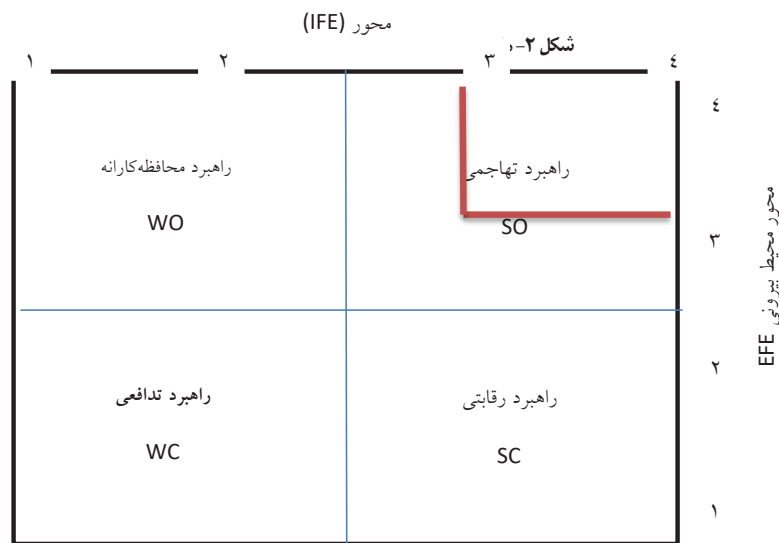 محور (IFE)
شکل ۲-
۱ ۲ ۳ ٤
٤
راهبرد محافظه‌کارانه
راهبرد تهاجمی
WO
SO
۳
محور محیط بیرونی EFE
۲
راهبرد تدافعی
راهبرد رقابتی
WC
SC
۱